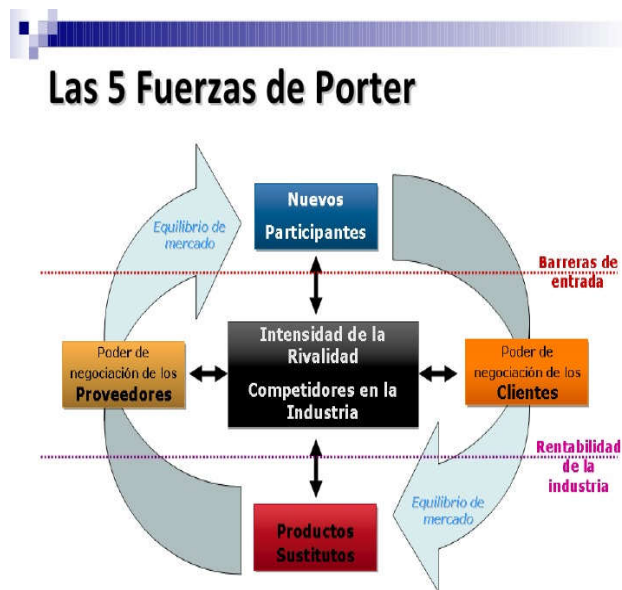 Las 5 Fuerzas de Porter
Nuevos
Participantes
Equilibrio de
mercado
Barreras de
entrada
Intensidad de la
Rivalidad
Competidores en la
Industria
Poder de
negociación de los
Proveedores
Poder de
negociación de los
Clientes
Rentabilidad
de la
industria
Equilibrio de
mercado
Productos
Sustitutos